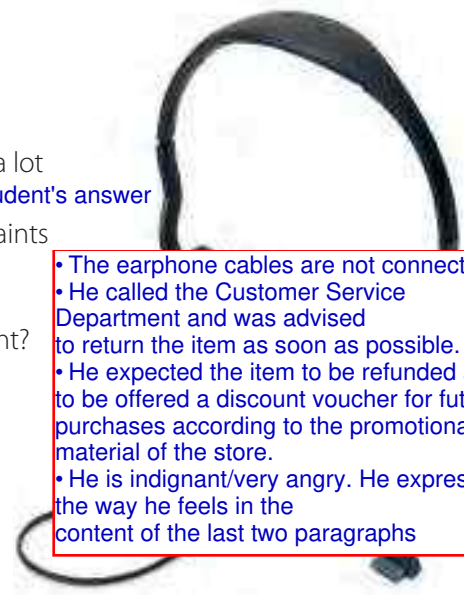 a lot
udent's answer
aints
nt?
• The earphone cables are not connect
• He called the Customer Service
Department and was advised
to return the item as soon as possible.
• He expected the item to be refunded
to be offered a discount voucher for fut
purchases according to the promotiona
material of the store.
• He is indignant/very angry. He expres
the way he feels in the
content of the last two paragraphs